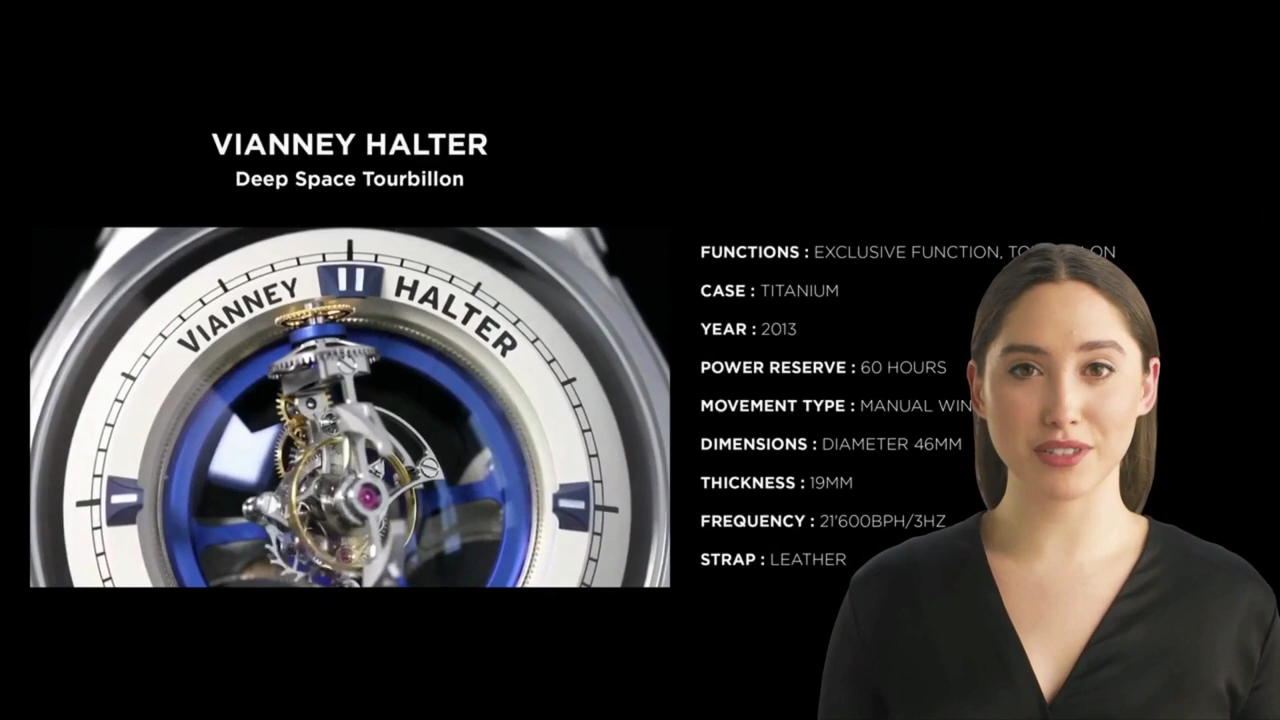 VIANNEY HALTER
Deep Space Tourbillon
VIANNEY HALTER
FUNCTIONS : EXCLUSIVE FUNCTION,
CASE : TITANIUM
YEAR : 2013
POWER RESERVE : 60 HOURS
MOVEMENT TYPE : MANUAL
DIMENSIONS : DIAMETER 46MM
THICKNESS : 19MM
FREQUENCY : 21'600BPH/3HZ
STRAP : LEATHER